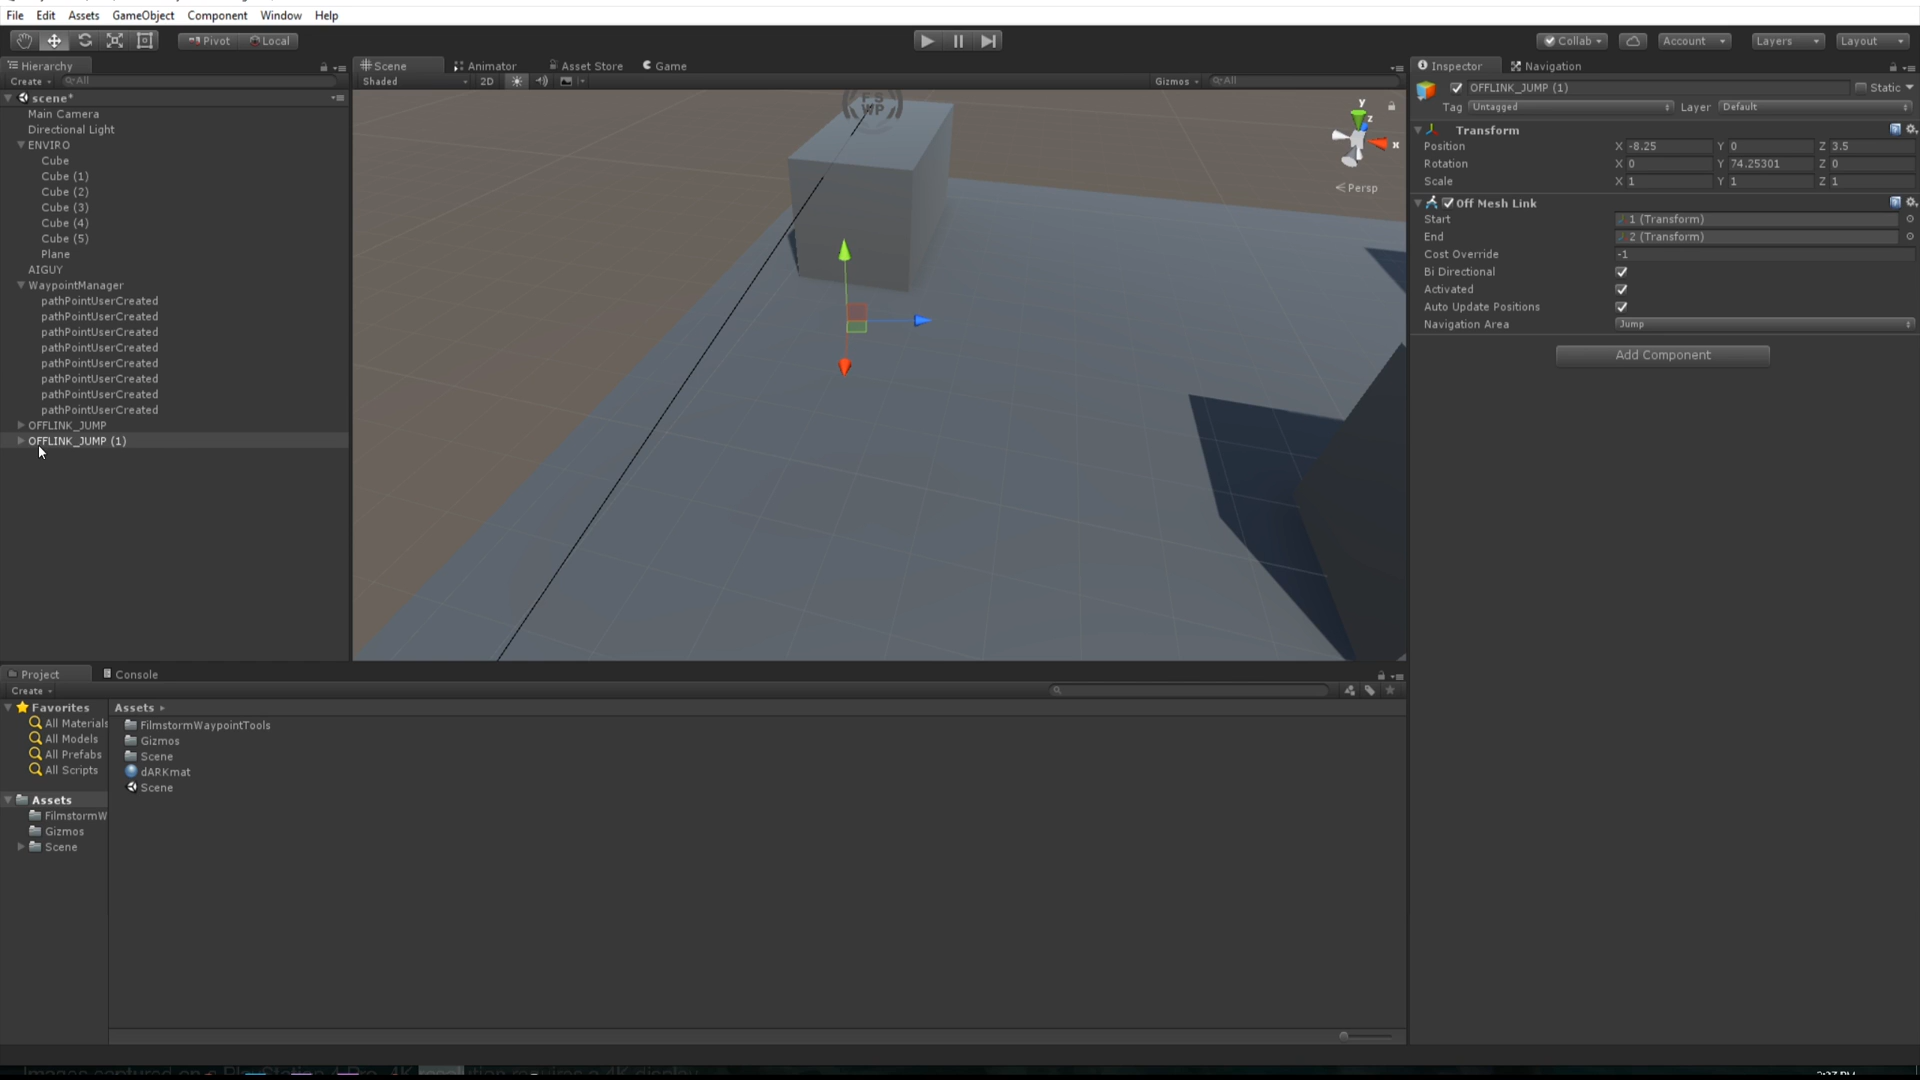 File Edit Assets GameObject Component Window Help
Pivot Local Collab Account Layers Layout
Hierarchy
Create All
scene*
Main Camera
Directional Light
ENVIRO
Cube
Cube (1)
Cube (2)
Cube (3)
Cube (4)
Cube (5)
Plane
AIGUY
WaypointManager
pathPointUserCreated
pathPointUserCreated
pathPointUserCreated
pathPointUserCreated
pathPointUserCreated
pathPointUserCreated
pathPointUserCreated
pathPointUserCreated
OFFLINK_JUMP
OFFLINK_JUMP (1)
Scene Animator Asset Store Game
Shaded 2D Gizmos All
FS
WP
y
z
x
Persp
Inspector Navigation
OFFLINK_JUMP (1) Static
Tag Untagged Layer Default
Transform
Position X -8.25 Y 0 Z 3.5
Rotation X 0 Y 74.25301 Z 0
Scale X 1 Y 1 Z 1
Off Mesh Link
Start 1 (Transform)
End 2 (Transform)
Cost Override -1
Bi Directional
Activated
Auto Update Positions
Navigation Area Jump
Add Component
Project Console
Create
Favorites
All Materials
All Models
All Prefabs
All Scripts
Assets
FilmstormW
Gizmos
Scene
Assets
FilmstormWaypointTools
Gizmos
Scene
dARKmat
Scene